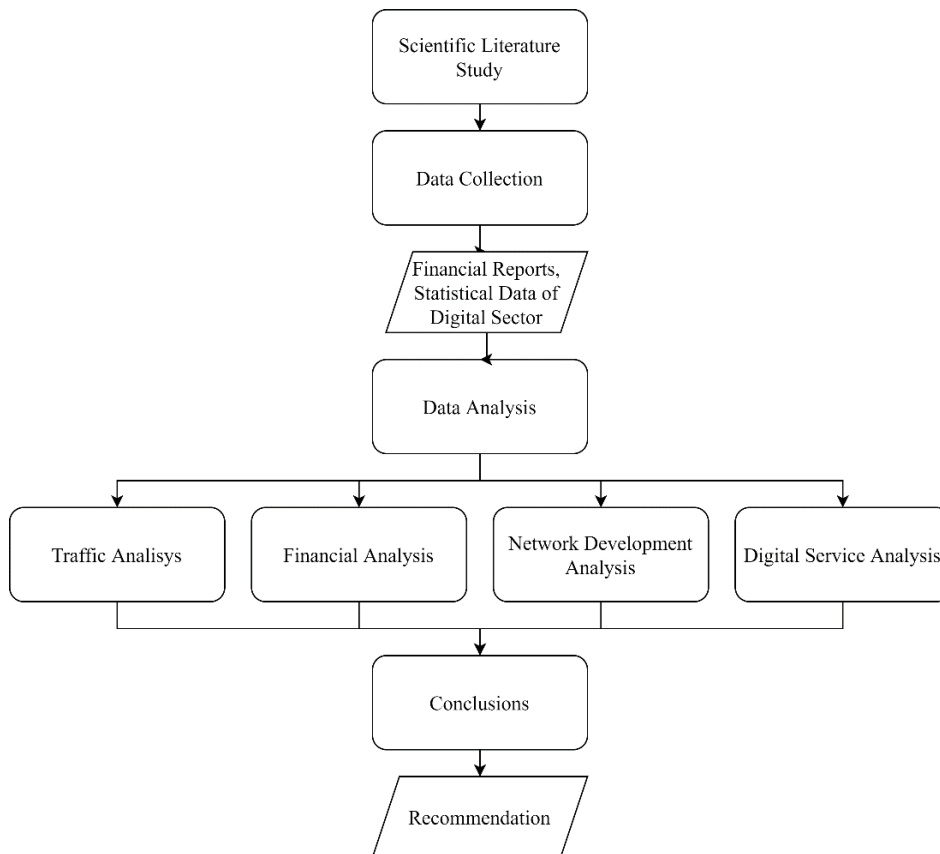 Scientific Literature
Study
Data Collection
Financial Reports,
Statistical Data of
Digital Sector
Data Analysis
Traffic Analisys
Financial Analysis
Network Development
Analysis
Digital Service Analysis
Conclusions
Recommendation